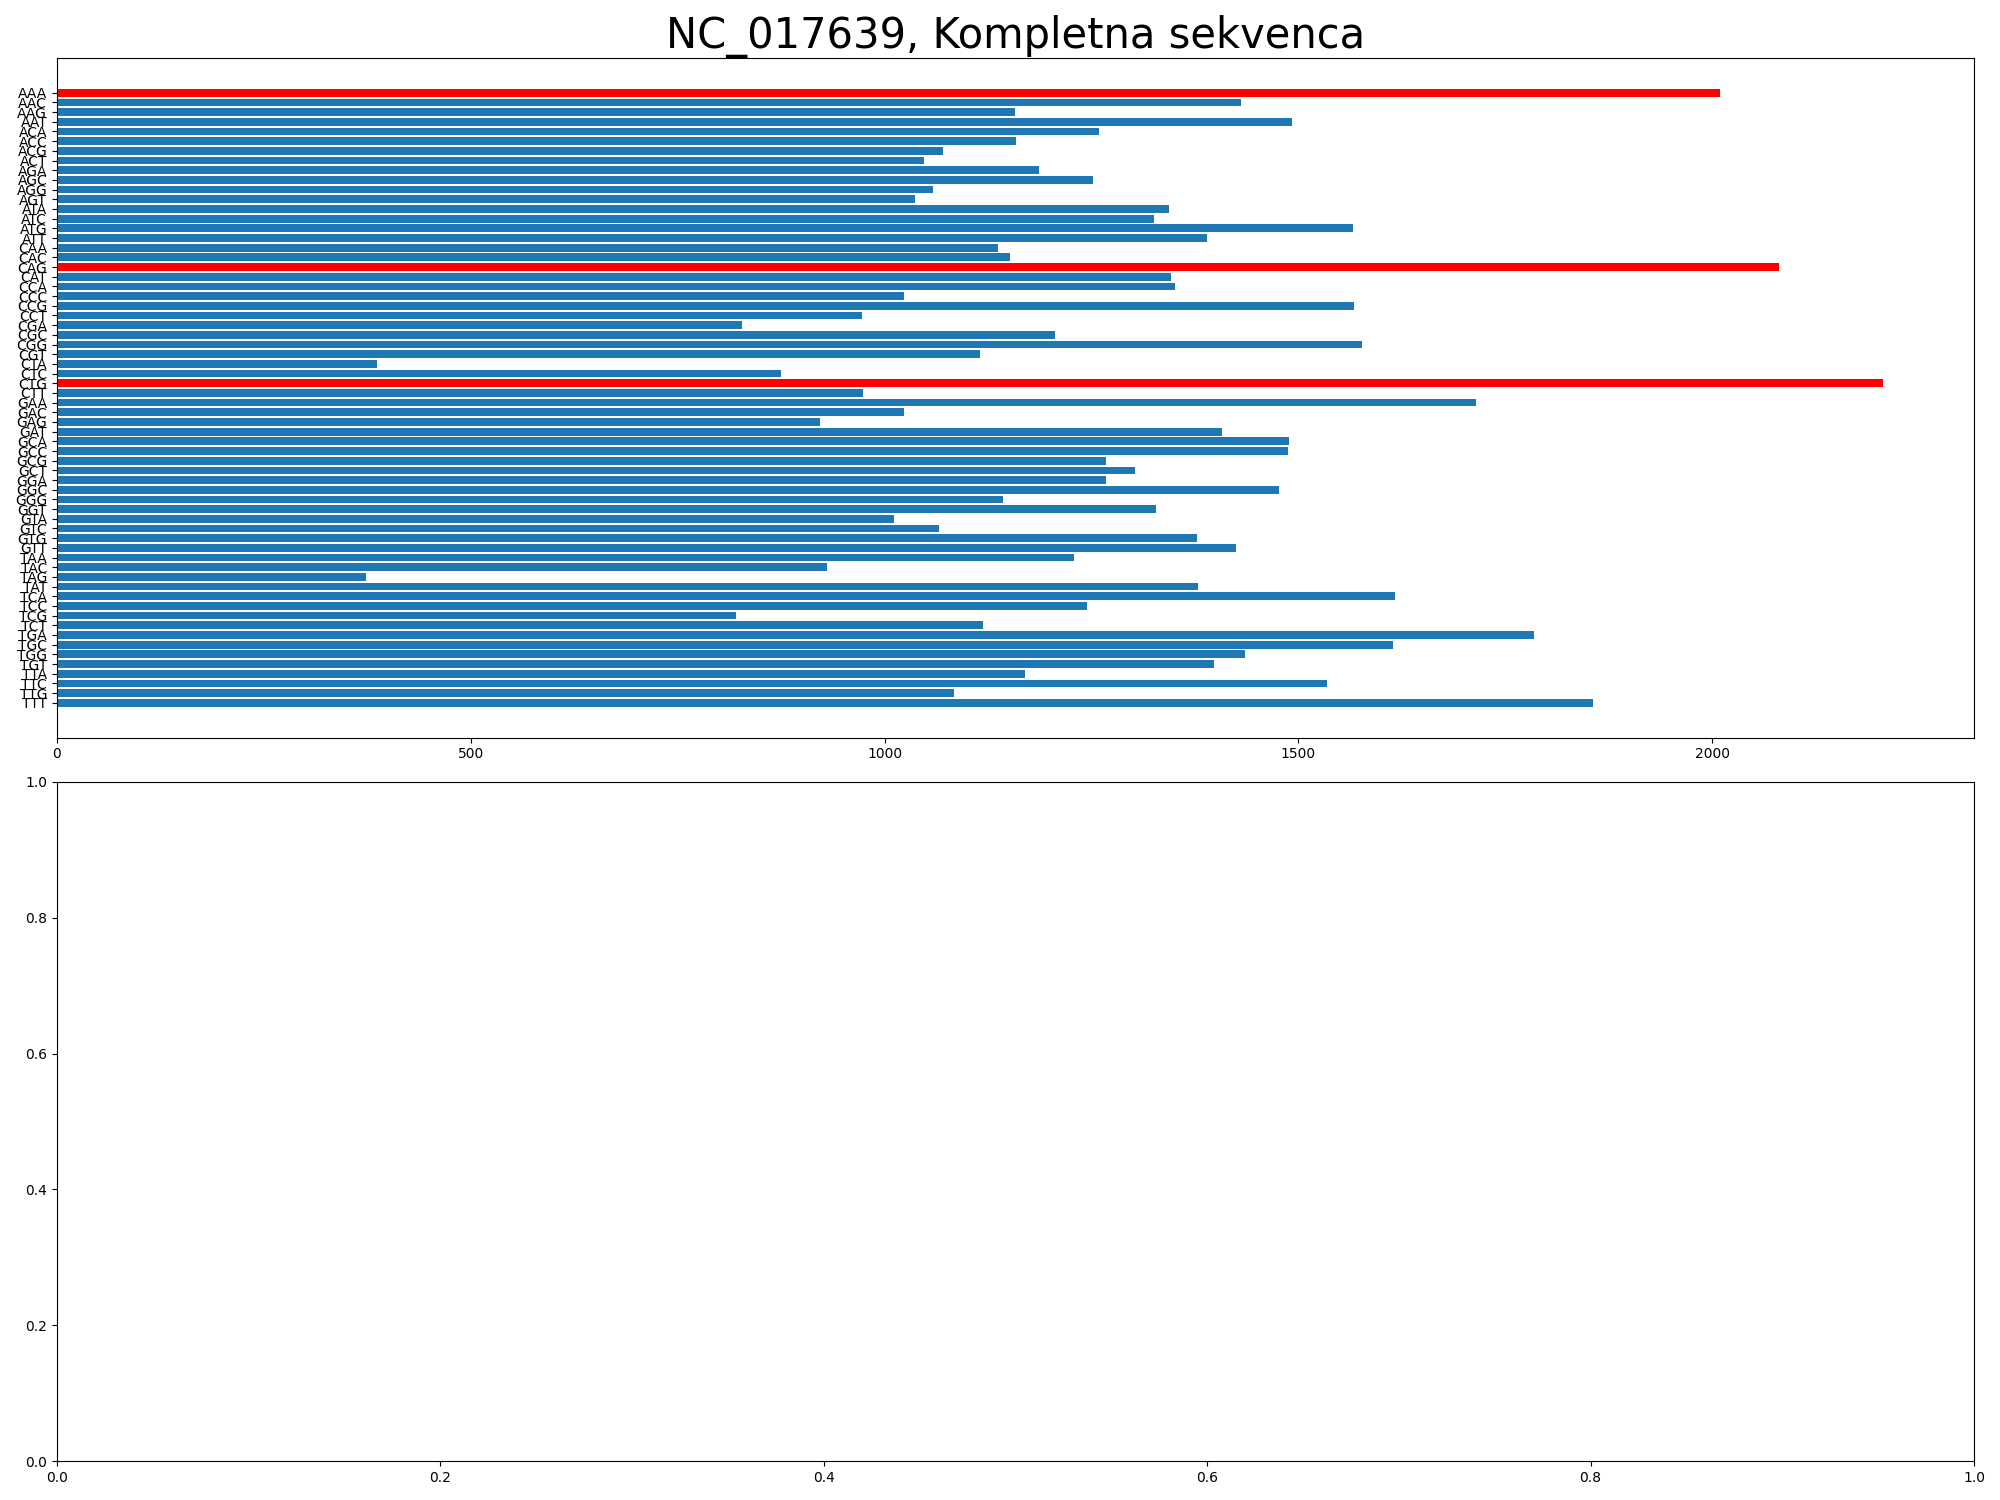 NC_017639, Kompletna sekvenca
AAA
AAC
AAG
AAT
ACA
ACC
ACG
ACT
AGA
AGC
AGG
AGT
ATA
ATC
ATG
ATT
CAA
CAC
CAG
CAT
CCA
CCC
CCG
CCT
CGA
CGC
CGG
CGT
CTA
CTC
CTG
CTT
GAA
GAC
GAG
GAT
GCA
GCC
GCG
GCT
GGA
GGC
GGG
GGT
GTA
GTC
GTG
GTT
TAA
TAC
TAG
TAT
TCA
TCC
TCG
TCT
TGA
TGC
TGG
TGT
TTA
TTC
TTG
TTT
0 500 1000 1500 2000
1.0
0.8
0.6
0.4
0.2
0.0
0.0 0.2 0.4 0.6 0.8 1.0